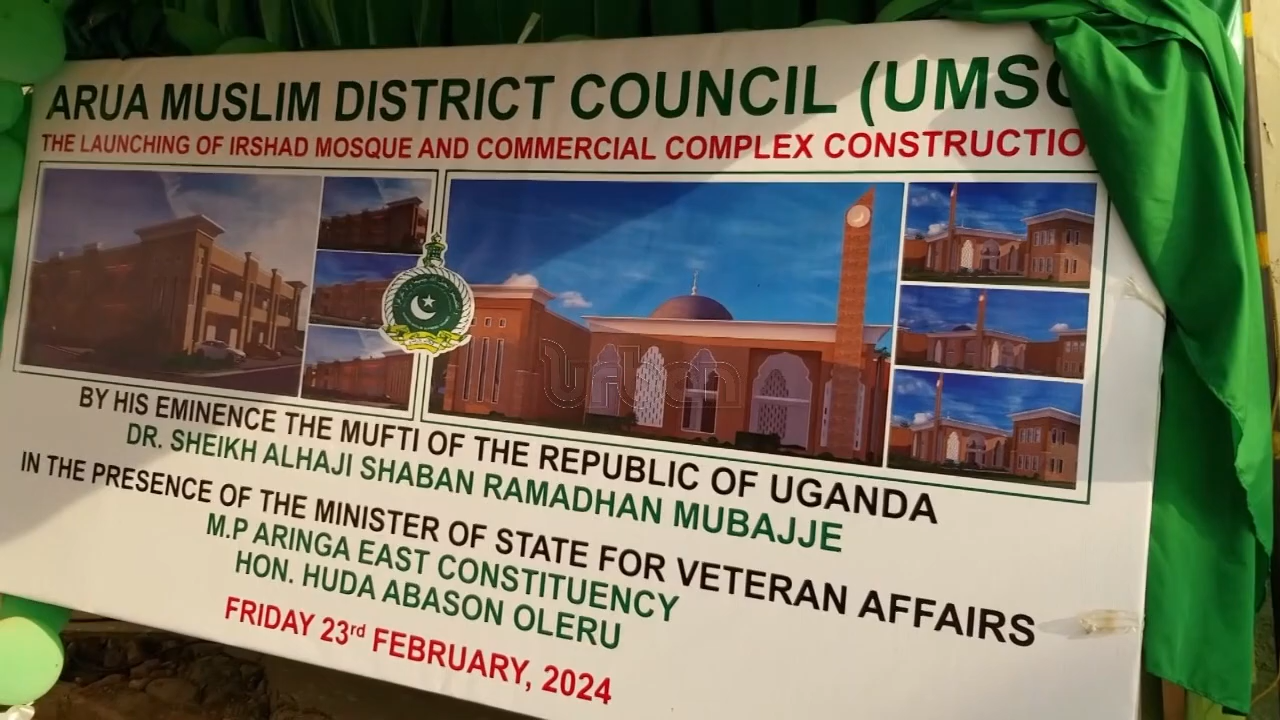 ARUA MUSLIM DISTRICT COUNCIL (UMSC
THE LAUNCHING OF IRSHAD MOSQUE AND COMMERCIAL COMPLEX CONSTRUCTIO
urban
BY HIS EMINENCE THE MUFTI OF THE REPUBLIC OF UGANDA
DR. SHEIKH ALHAJI SHABAN RAMADHAN MUBAJJE
IN THE PRESENCE OF THE MINISTER OF STATE FOR VETERAN AFFAIRS
M.P ARINGA EAST CONSTITUENCY
HON. HUDA ABASON OLERU
FRIDAY 23rd FEBRUARY, 2024